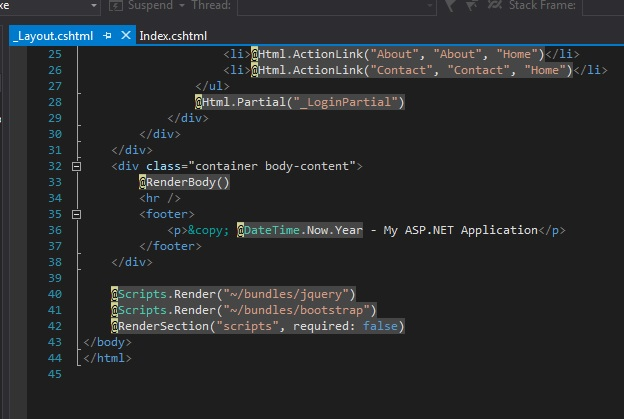 Suspend
Thread:
Stack Frame:
_Layout.cshtml
Index.cshtml
25 <li>@Html.ActionLink("About", "About", "Home")</li>
26 <li>@Html.ActionLink("Contact", "Contact", "Home")</li>
27 </ul>
28 @Html.Partial("_LoginPartial")
29 </div>
30 </div>
31 </div>
32 <div class="container body-content">
33 @RenderBody()
34 <hr />
35 <footer>
36 <p>&copy; @DateTime.Now.Year - My ASP.NET Application</p>
37 </footer>
38 </div>
39
40 @Scripts.Render("~/bundles/jquery")
41 @Scripts.Render("~/bundles/bootstrap")
42 @RenderSection("scripts", required: false)
43 </body>
44 </html>
45